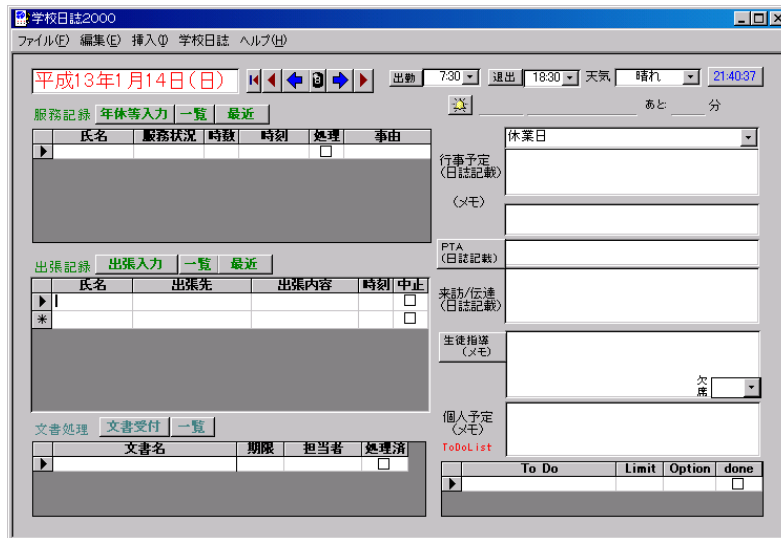 学校日誌2000
ファイル(F) 編集(E) 挿入(I) 学校日誌 ヘルプ(H)
平成13年1月14日(日) 出勤 7:30 退出 18:30 天気 晴れ 21:40:37
あと 分
服務記録 年休等入力 一覧 最近
氏名 服務状況 時数 時刻 処理 事由
休業日
行事予定
(日誌記載)
(メモ)
PTA
(日誌記載)
出張記録 出張入力 一覧 最近
氏名 出張先 出張内容 時刻 中止
来訪/伝達
(日誌記載)
生徒指導
(メモ)
欠席
個人予定
(メモ)
ToDoList
文書処理 文書受付 一覧
文書名 期限 担当者 処理済
To Do Limit Option done